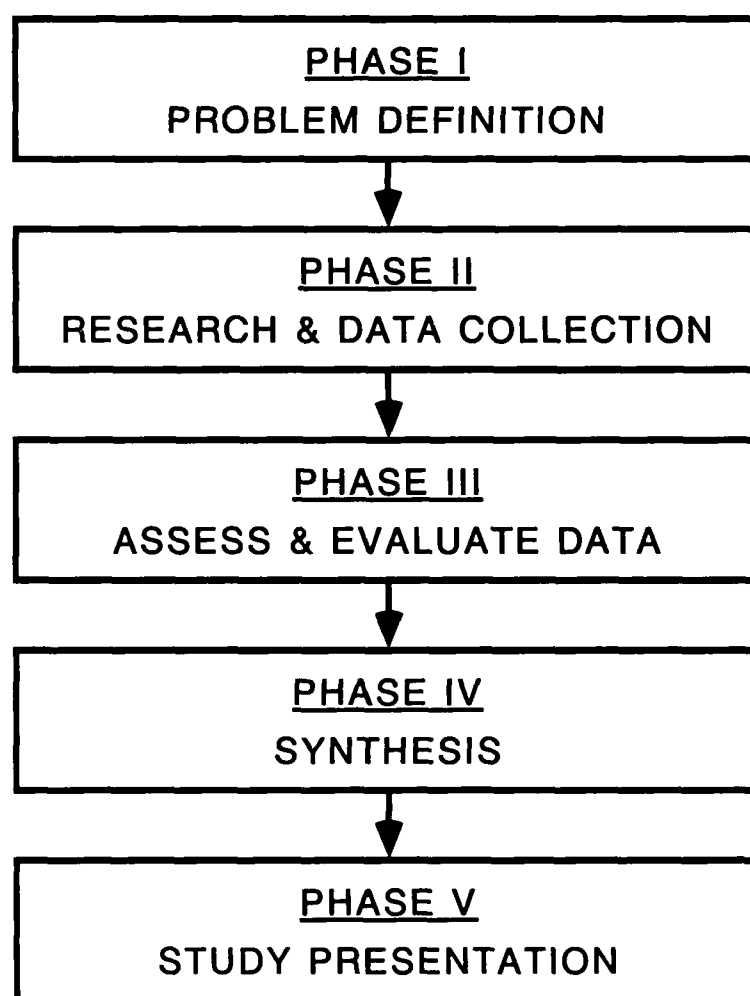 PHASE I
PROBLEM DEFINITION
PHASE II
RESEARCH & DATA COLLECTION
PHASE III
ASSESS & EVALUATE DATA
PHASE IV
SYNTHESIS
PHASE V
STUDY PRESENTATION